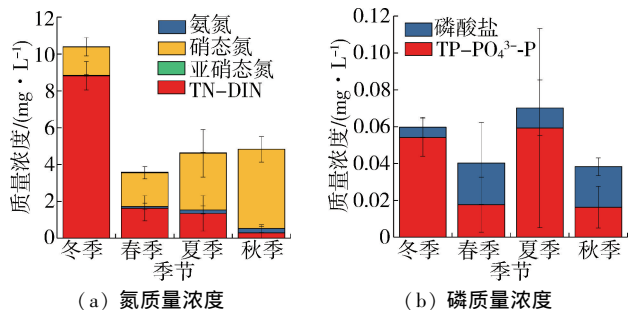 12
10
8
6
4
2
0
质量浓度/(mg·L⁻¹)
氨氮
硝态氮
亚硝态氮
TN-DIN
冬季 春季 夏季 秋季
季节
(a) 氮质量浓度
0.12
0.10
0.08
0.06
0.04
0.02
0
质量浓度/(mg·L⁻¹)
磷酸盐
TP-PO₄³⁻-P
冬季 春季 夏季 秋季
季节
(b) 磷质量浓度